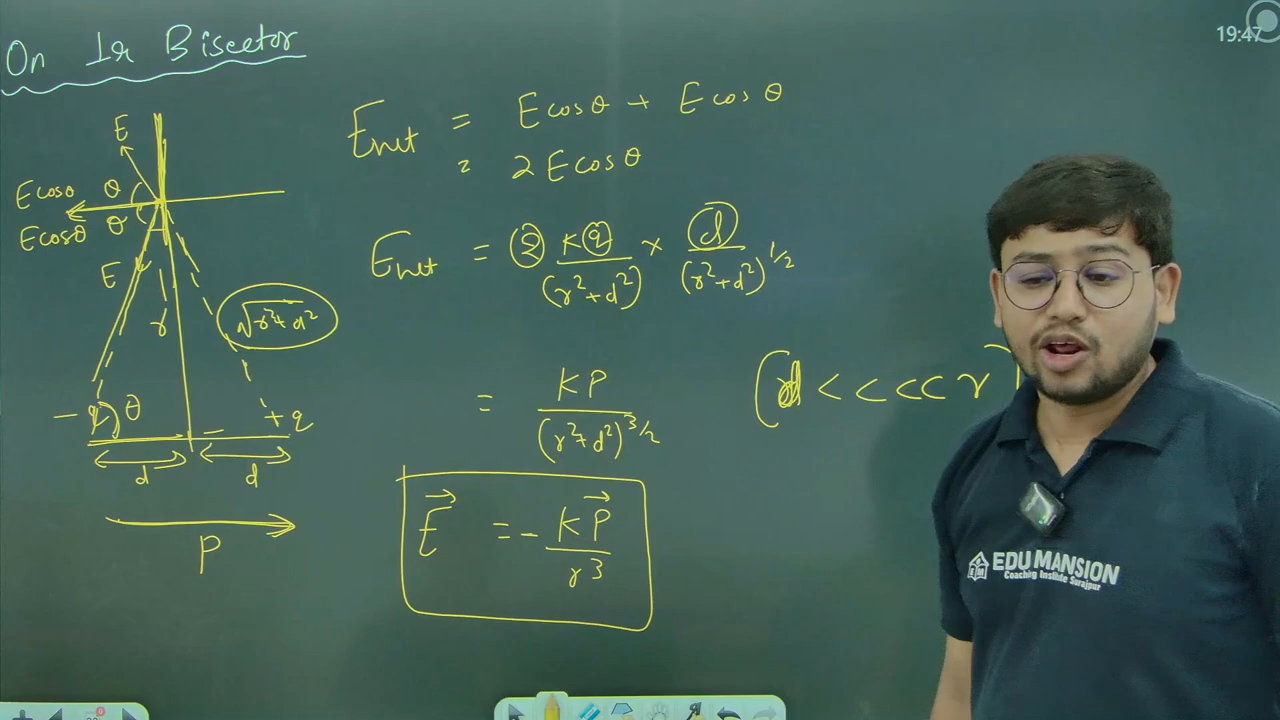 On Ir Bisector
19:47
E
Ecosθ θ
Ecosθ θ
E
r
√r²+d²
-q θ
+q
d d
P
Enet = Ecosθ + Ecosθ
= 2Ecosθ
Enet = 2 Kq/(r²+d²) × d/(r²+d²)^1/2
= KP/(r²+d²)^3/2
(d <<<< r)
E⃗ = - KP⃗/r³
EDU MANSION
Coaching Institute Surajpur